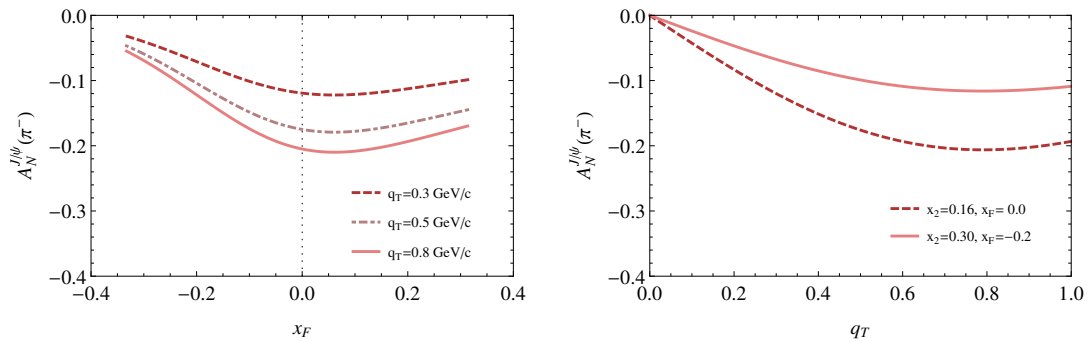 0.0
−0.1
−0.2
−0.3
−0.4
A_N^{J/ψ}(π⁻)
q_T=0.3 GeV/c
q_T=0.5 GeV/c
q_T=0.8 GeV/c
−0.4 −0.2 0.0 0.2 0.4
x_F
0.0
−0.1
−0.2
−0.3
−0.4
A_N^{J/ψ}(π⁻)
x_2=0.16, x_F= 0.0
x_2=0.30, x_F=−0.2
0.0 0.2 0.4 0.6 0.8 1.0
q_T